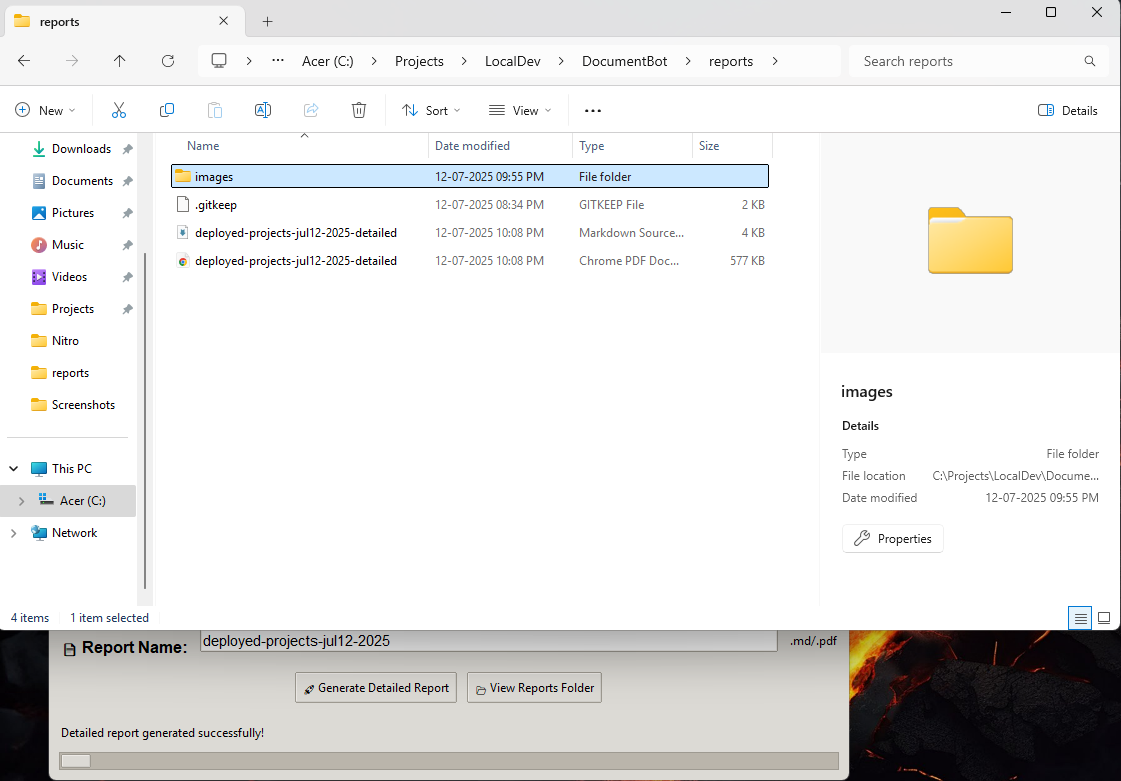 reports
Acer (C:) Projects LocalDev DocumentBot reports
Search reports
New Sort View Details
Downloads
Documents
Pictures
Music
Videos
Projects
Nitro
reports
Screenshots
This PC
Acer (C:)
Network
Name Date modified Type Size
images 12-07-2025 09:55 PM File folder
.gitkeep 12-07-2025 08:34 PM GITKEEP File 2 KB
deployed-projects-jul12-2025-detailed 12-07-2025 10:08 PM Markdown Source... 4 KB
deployed-projects-jul12-2025-detailed 12-07-2025 10:08 PM Chrome PDF Doc... 577 KB
images
Details
Type File folder
File location C:\Projects\LocalDev\Docume...
Date modified 12-07-2025 09:55 PM
Properties
4 items 1 item selected
Report Name: deployed-projects-jul12-2025 .md/.pdf
Generate Detailed Report View Reports Folder
Detailed report generated successfully!